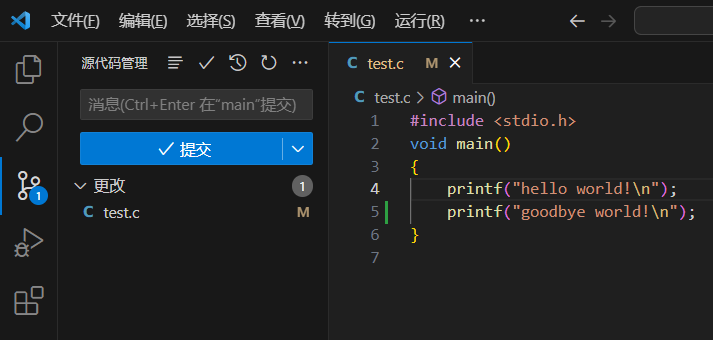 文件(F) 编辑(E) 选择(S) 查看(V) 转到(G) 运行(R) ···
源代码管理
消息(Ctrl+Enter 在“main”提交)
提交
更改 1
test.c M
1
test.c M
test.c > main()
1 #include <stdio.h>
2 void main()
3 {
4     printf("hello world!\n");
5     printf("goodbye world!\n");
6 }
7